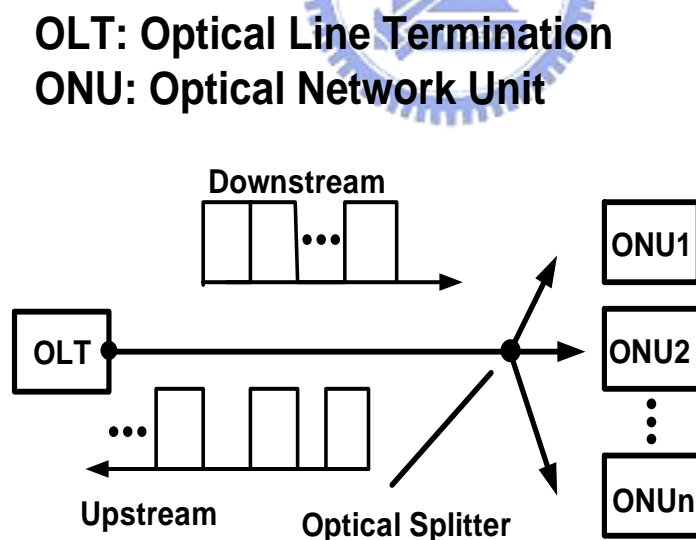 OLT: Optical Line Termination
ONU: Optical Network Unit
Downstream
ONU1
OLT
ONU2
ONUn
Upstream
Optical Splitter